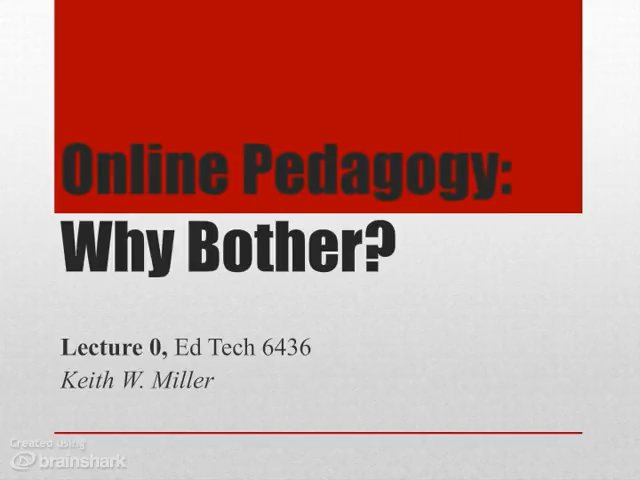 Online Pedagogy:
Why Bother?
Lecture 0, Ed Tech 6436
Keith W. Miller
Created using
brainshark